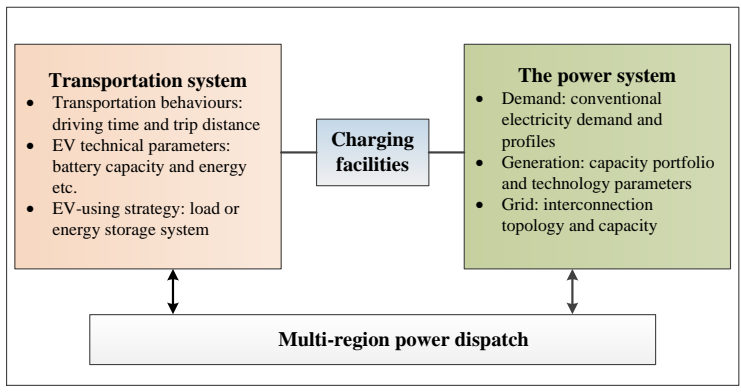 Transportation system
• Transportation behaviours:
driving time and trip distance
• EV technical parameters:
battery capacity and energy
etc.
• EV-using strategy: load or
energy storage system
Charging
facilities
The power system
• Demand: conventional
electricity demand and
profiles
• Generation: capacity portfolio
and technology parameters
• Grid: interconnection
topology and capacity
Multi-region power dispatch